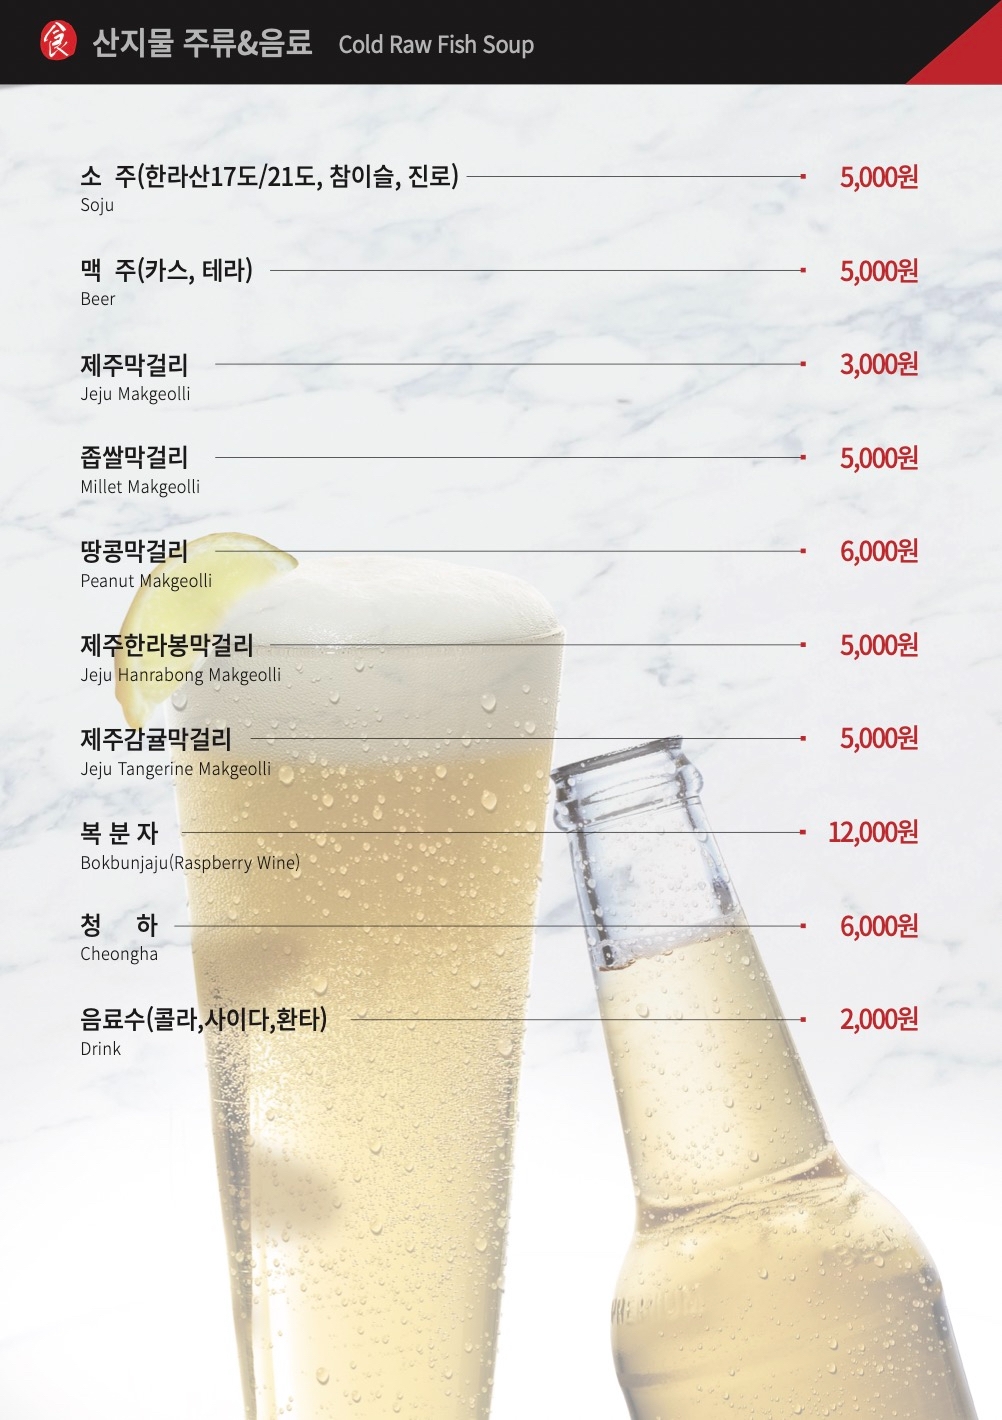 食 산지물 주류&음료 Cold Raw Fish Soup
소 주(한라산17도/21도, 참이슬, 진로) 5,000원
Soju
맥 주(카스, 테라) 5,000원
Beer
제주막걸리 3,000원
Jeju Makgeolli
좁쌀막걸리 5,000원
Millet Makgeolli
땅콩막걸리 6,000원
Peanut Makgeolli
제주한라봉막걸리 5,000원
Jeju Hanrabong Makgeolli
제주감귤막걸리 5,000원
Jeju Tangerine Makgeolli
복 분 자 12,000원
Bokbunjaju(Raspberry Wine)
청 하 6,000원
Cheongha
음료수(콜라,사이다,환타) 2,000원
Drink
PREMIUM